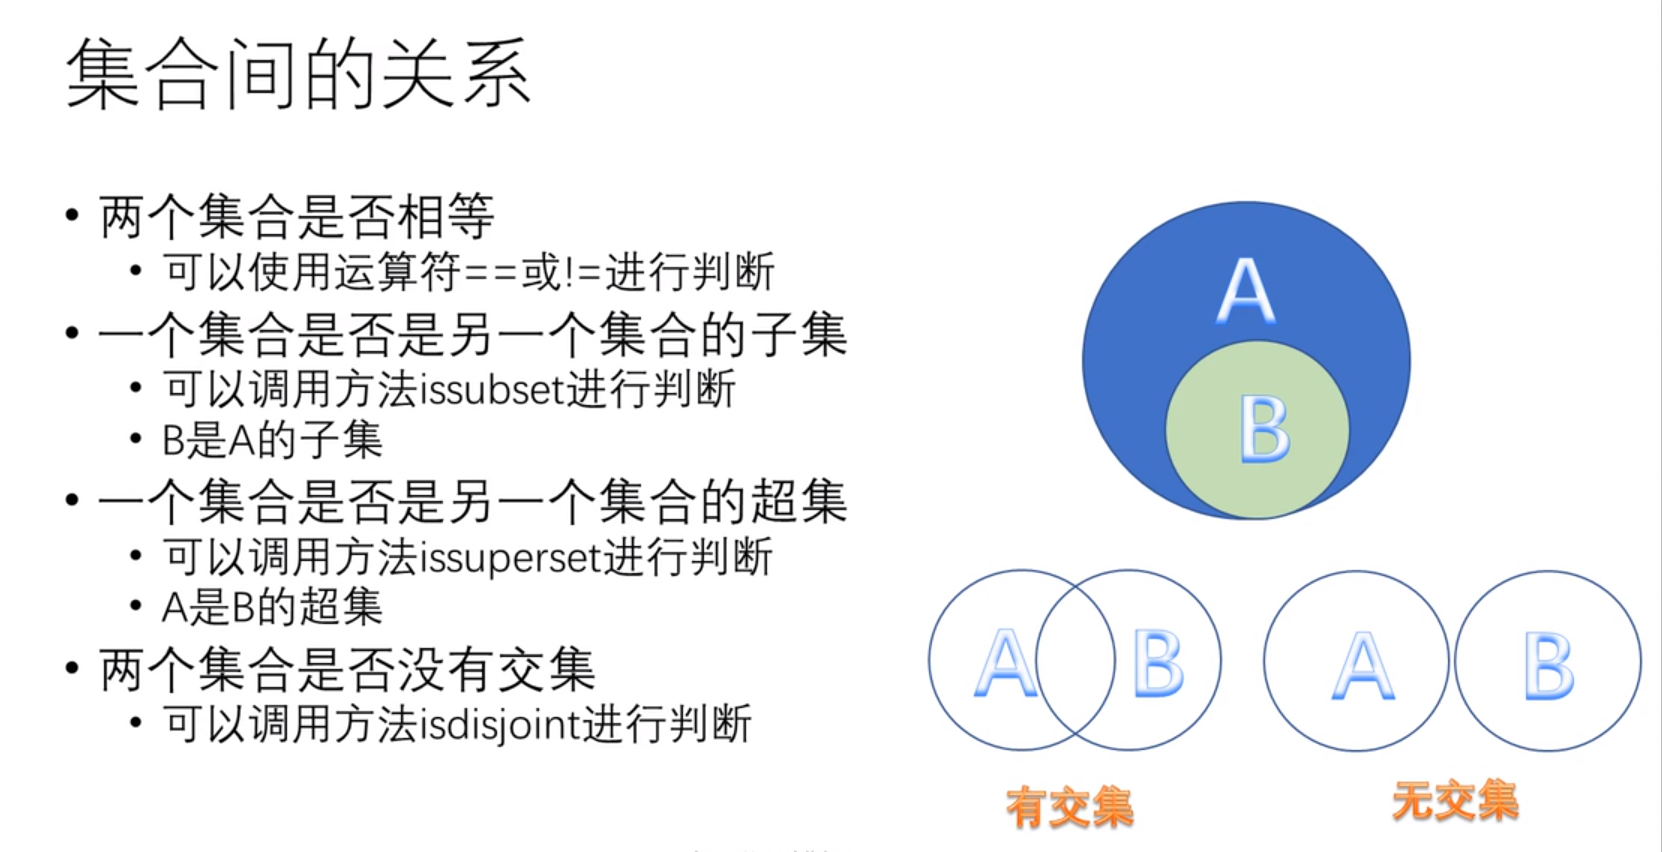 集合间的关系
• 两个集合是否相等
• 可以使用运算符==或!=进行判断
• 一个集合是否是另一个集合的子集
• 可以调用方法issubset进行判断
• B是A的子集
• 一个集合是否是另一个集合的超集
• 可以调用方法issuperset进行判断
• A是B的超集
• 两个集合是否没有交集
• 可以调用方法isdisjoint进行判断
A
B
A B
A B
有交集
无交集